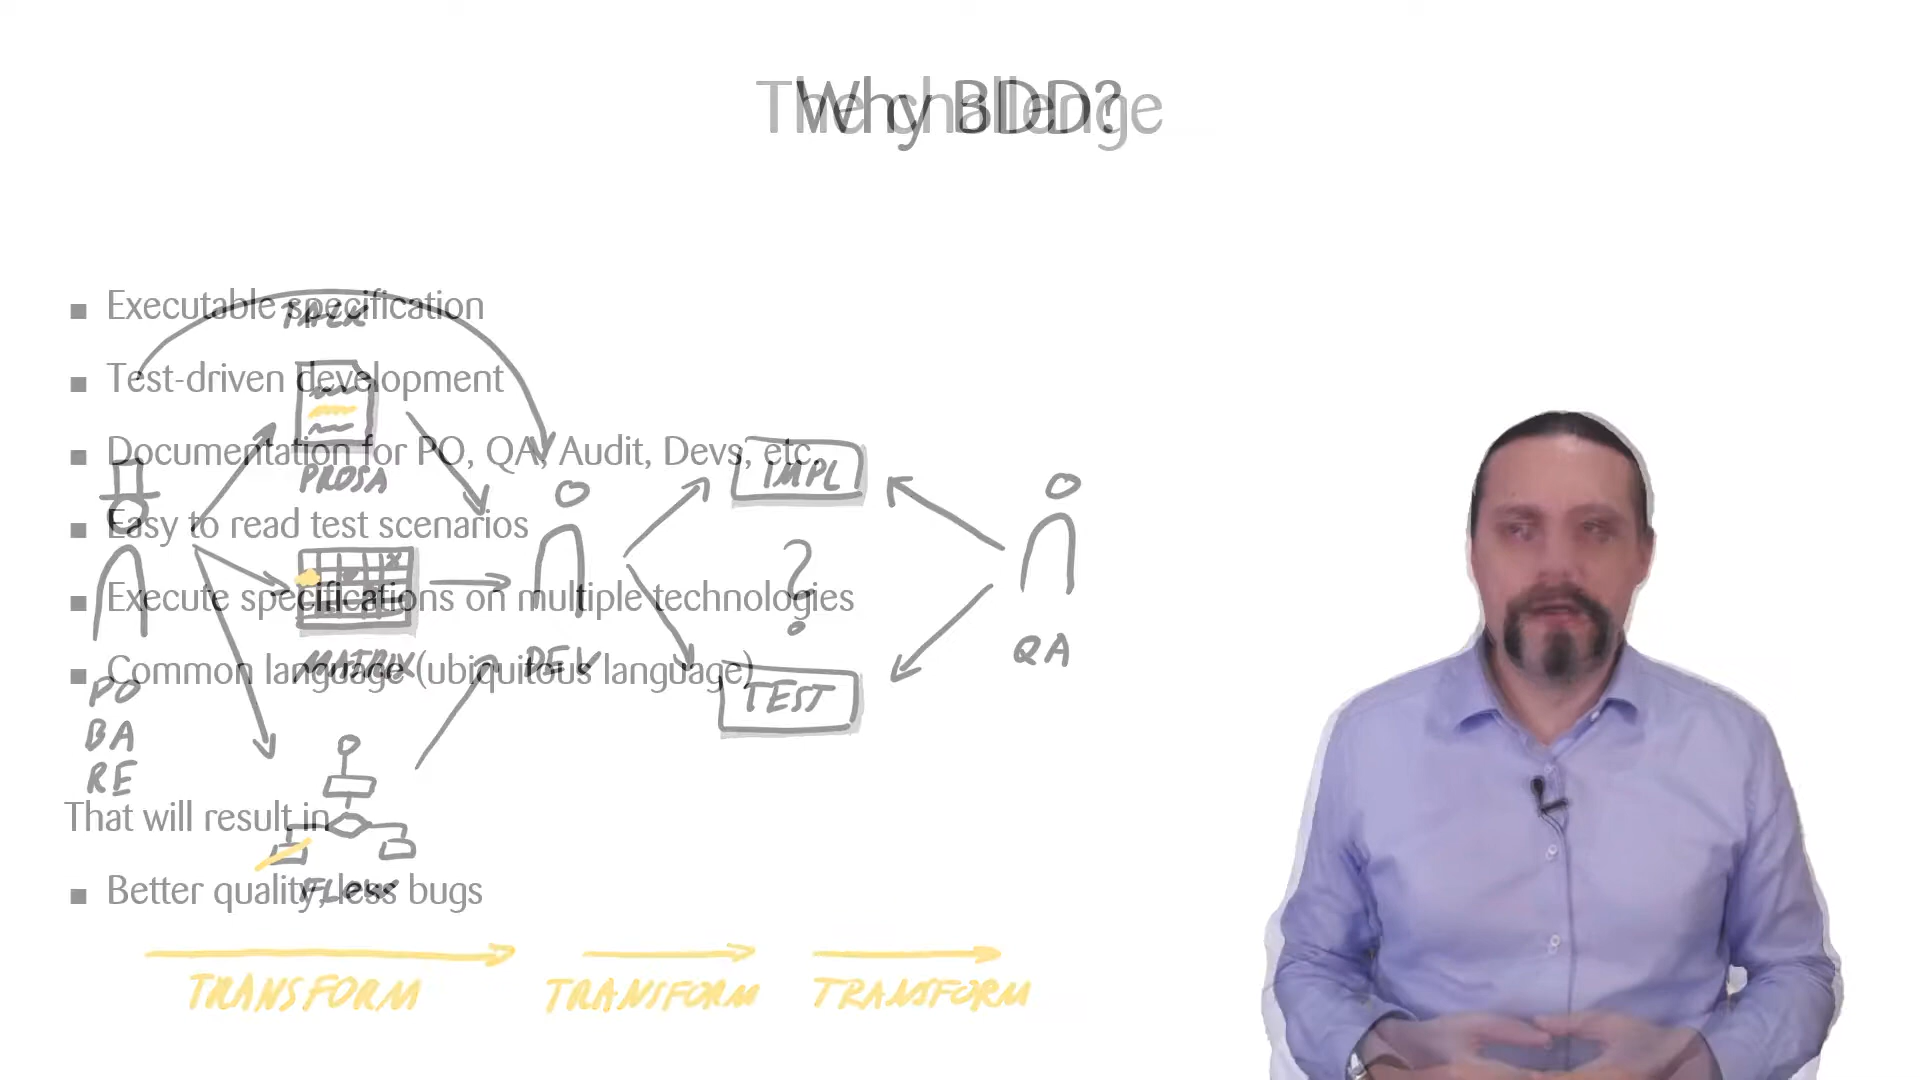 The challenge
Why BDD?
Executable specification
Test-driven development
Documentation for PO, QA, Audit, Devs, etc.
Easy to read test scenarios
Execute specifications on multiple technologies
Common language (ubiquitous language)
That will result in
Better quality, less bugs
TALK
PROSA
MATRIX
FLOW
PO
BA
RE
DEV
IMPL
?
TEST
QA
TRANSFORM
TRANSFORM
TRANSFORM